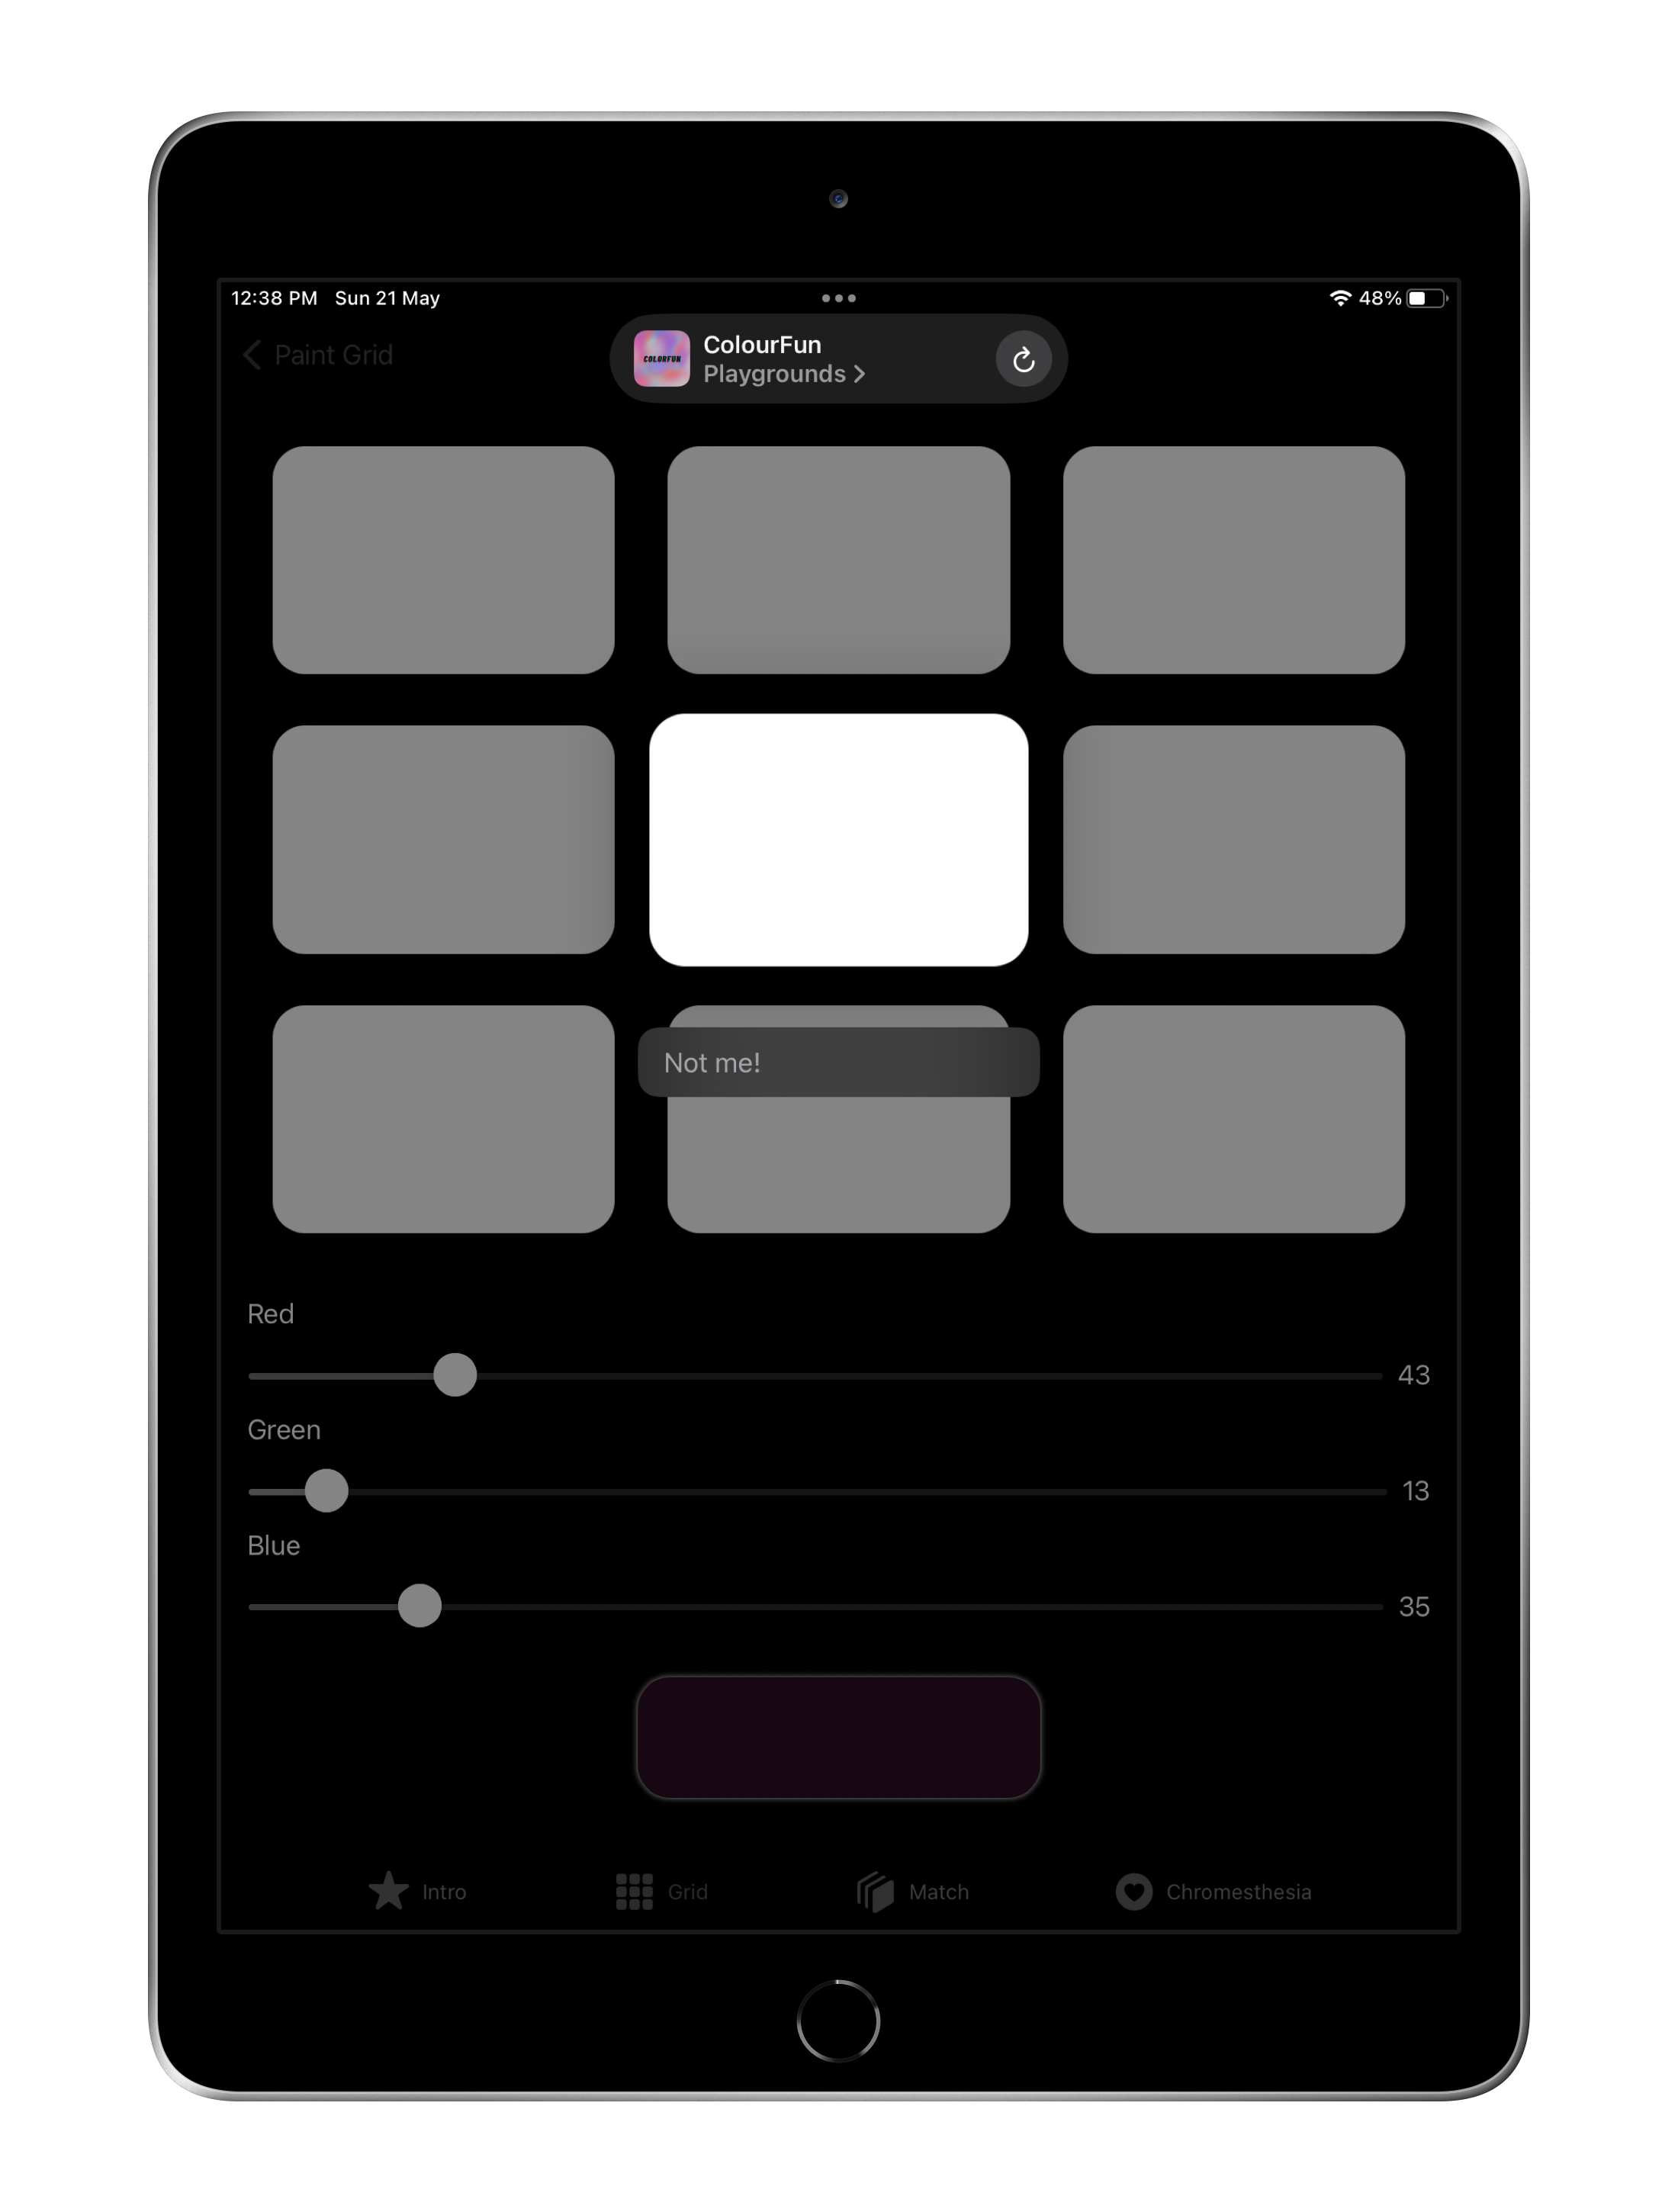 12:38 PM Sun 21 May
48%
Paint Grid
COLORFUN
ColourFun
Playgrounds
Not me!
Red
43
Green
13
Blue
35
Intro
Grid
Match
Chromesthesia